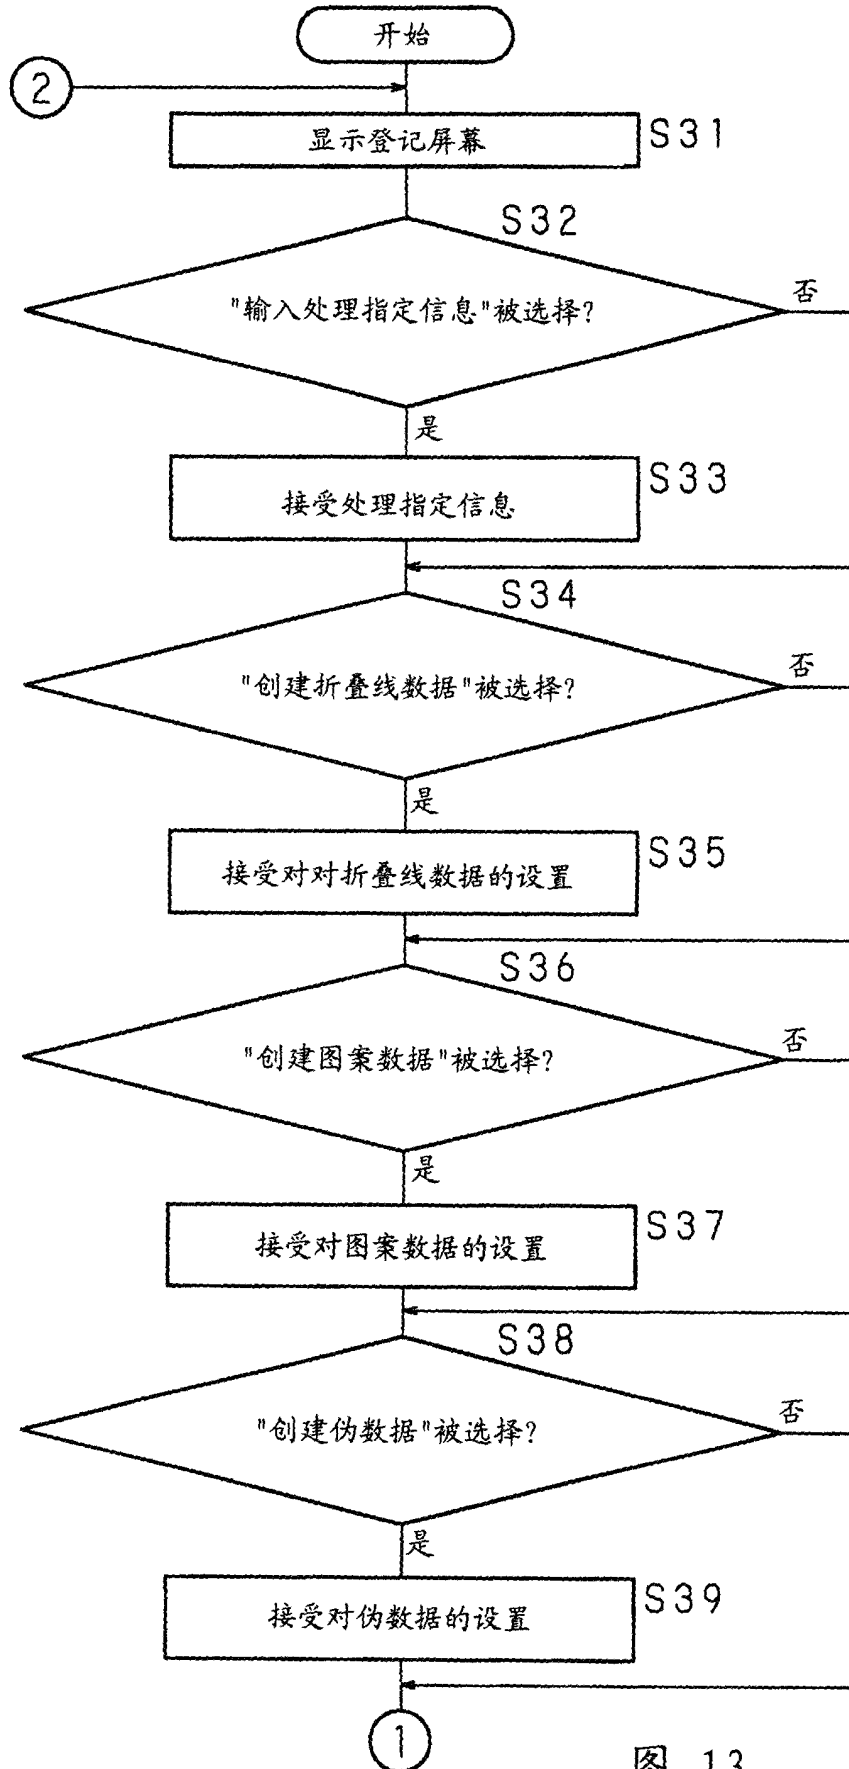 开始
2
显示登记屏幕
S31
S32
"输入处理指定信息"被选择?
否
是
接受处理指定信息
S33
S34
"创建折叠线数据"被选择?
否
是
接受对对折叠线数据的设置
S35
S36
"创建图案数据"被选择?
否
是
接受对图案数据的设置
S37
S38
"创建伪数据"被选择?
否
是
接受对伪数据的设置
S39
1
图 13